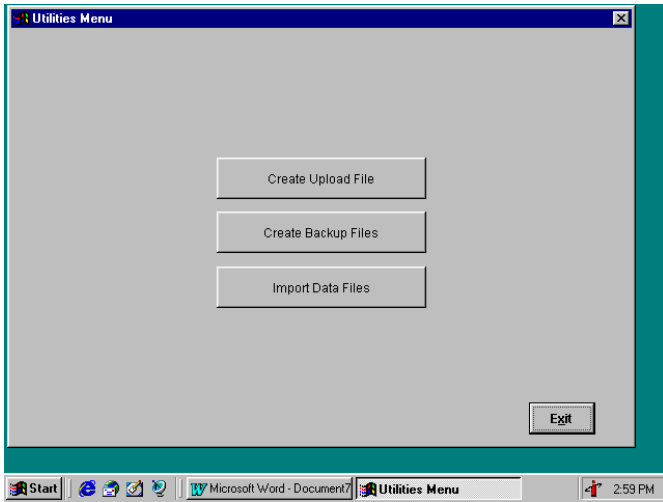 Utilities Menu
Create Upload File
Create Backup Files
Import Data Files
Exit
Start Microsoft Word - Document7 Utilities Menu 2:59 PM